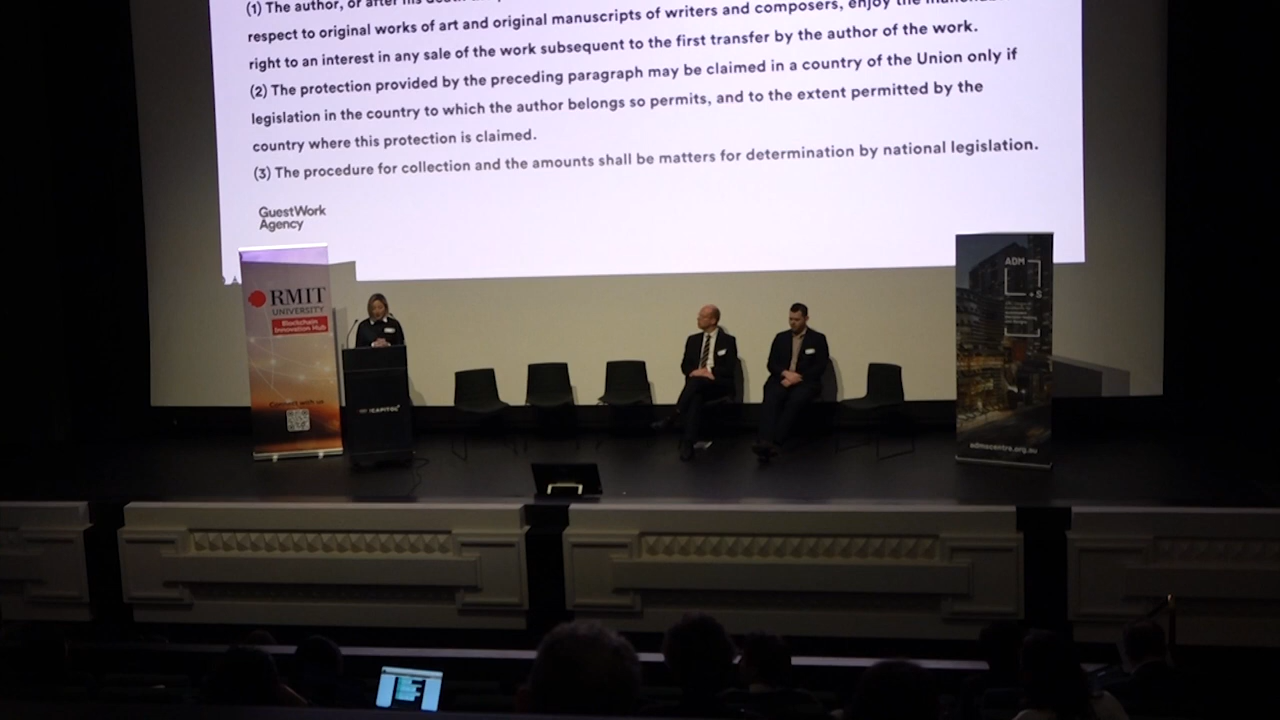 (1) The author, or after his
respect to original works of art and original manuscripts of writers and composers, enjoy the
right to an interest in any sale of the work subsequent to the first transfer by the author of the work.
(2) The protection provided by the preceding paragraph may be claimed in a country of the Union only if
legislation in the country to which the author belongs so permits, and to the extent permitted by the
country where this protection is claimed.
(3) The procedure for collection and the amounts shall be matters for determination by national legislation.
GuestWork
Agency
RMIT
UNIVERSITY
Blockchain
Innovation Hub
Connect with us
CAPITOL
ADM
+S
admscentre.org.au